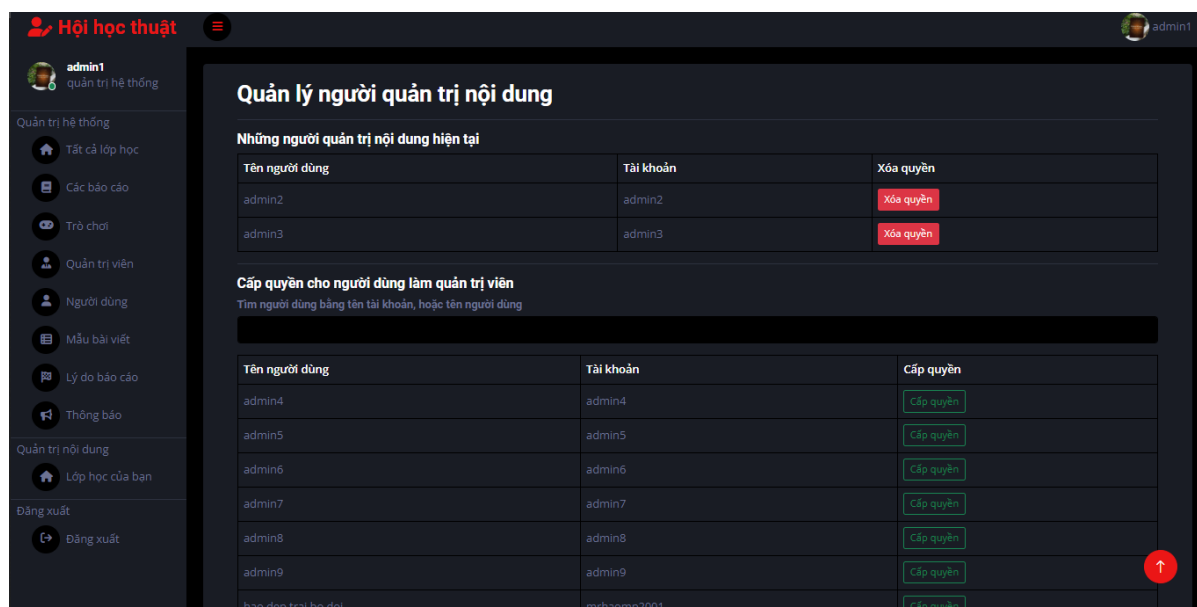 Hội học thuật
admin1
admin1
quản trị hệ thống
Quản trị hệ thống
Tất cả lớp học
Các báo cáo
Trò chơi
Quản trị viên
Người dùng
Mẫu bài viết
Lý do báo cáo
Thông báo
Quản trị nội dung
Lớp học của bạn
Đăng xuất
Đăng xuất
Quản lý người quản trị nội dung
Những người quản trị nội dung hiện tại
Tên người dùng Tài khoản Xóa quyền
admin2 admin2 Xóa quyền
admin3 admin3 Xóa quyền
Cấp quyền cho người dùng làm quản trị viên
Tìm người dùng bằng tên tài khoản, hoặc tên người dùng
Tên người dùng Tài khoản Cấp quyền
admin4 admin4 Cấp quyền
admin5 admin5 Cấp quyền
admin6 admin6 Cấp quyền
admin7 admin7 Cấp quyền
admin8 admin8 Cấp quyền
admin9 admin9 Cấp quyền
Cấp quyền